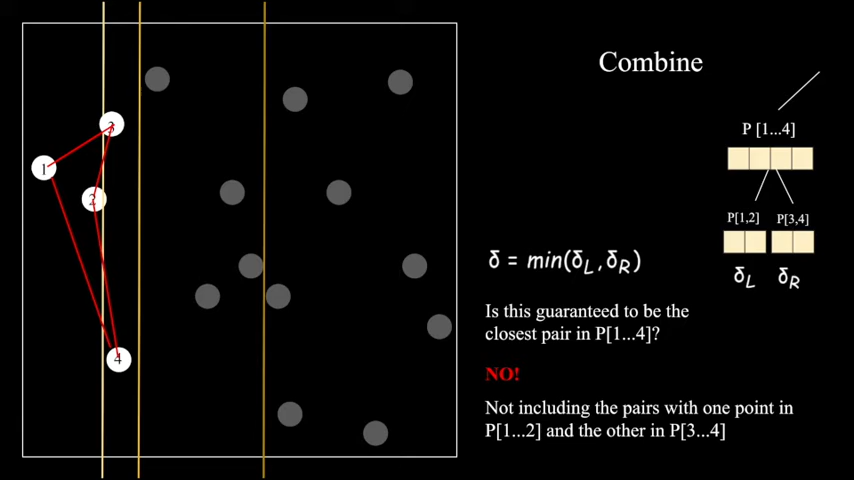 Combine
P [1...4]
P[1,2] P[3,4]
δL δR
δ = min(δL, δR)
Is this guaranteed to be the
closest pair in P[1...4]?
NO!
Not including the pairs with one point in
P[1...2] and the other in P[3...4]
3
1
2
4